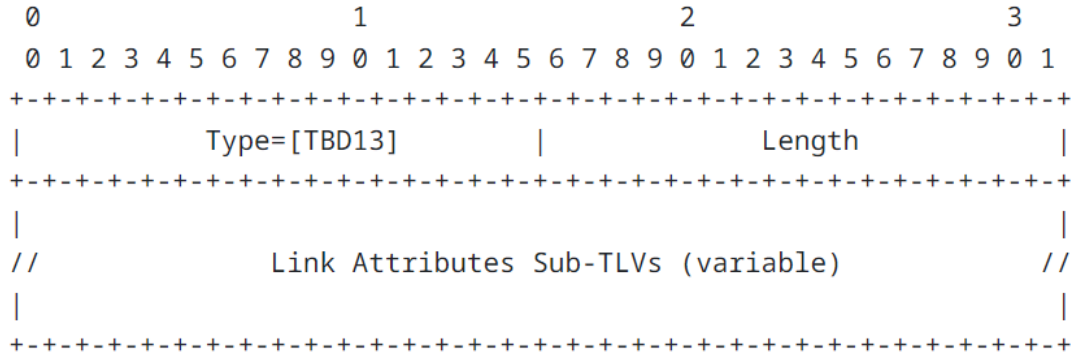 0                   1                   2                   3
 0 1 2 3 4 5 6 7 8 9 0 1 2 3 4 5 6 7 8 9 0 1 2 3 4 5 6 7 8 9 0 1
+-+-+-+-+-+-+-+-+-+-+-+-+-+-+-+-+-+-+-+-+-+-+-+-+-+-+-+-+-+-+-+-+
|           Type=[TBD13]        |             Length            |
+-+-+-+-+-+-+-+-+-+-+-+-+-+-+-+-+-+-+-+-+-+-+-+-+-+-+-+-+-+-+-+-+
|                                                               |
//              Link Attributes Sub-TLVs (variable)            //
|                                                               |
+-+-+-+-+-+-+-+-+-+-+-+-+-+-+-+-+-+-+-+-+-+-+-+-+-+-+-+-+-+-+-+-+